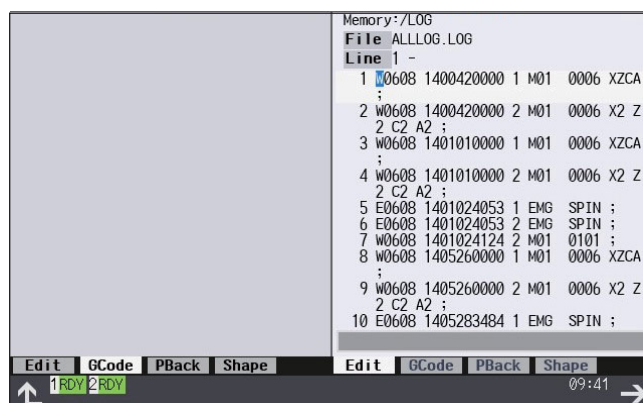 Memory:/LOG
File ALLLOG.LOG
Line 1 -
1 W0608 1400420000 1 M01 0006 XZCA
;
2 W0608 1400420000 2 M01 0006 X2 Z
2 C2 A2 ;
3 W0608 1401010000 1 M01 0006 XZCA
;
4 W0608 1401010000 2 M01 0006 X2 Z
2 C2 A2 ;
5 E0608 1401024053 1 EMG SPIN ;
6 E0608 1401024053 2 EMG SPIN ;
7 W0608 1401024124 2 M01 0101 ;
8 W0608 1405260000 1 M01 0006 XZCA
;
9 W0608 1405260000 2 M01 0006 X2 Z
2 C2 A2 ;
10 E0608 1405283484 1 EMG SPIN ;
Edit GCode PBack Shape Edit GCode PBack Shape
1 RDY 2 RDY 09:41